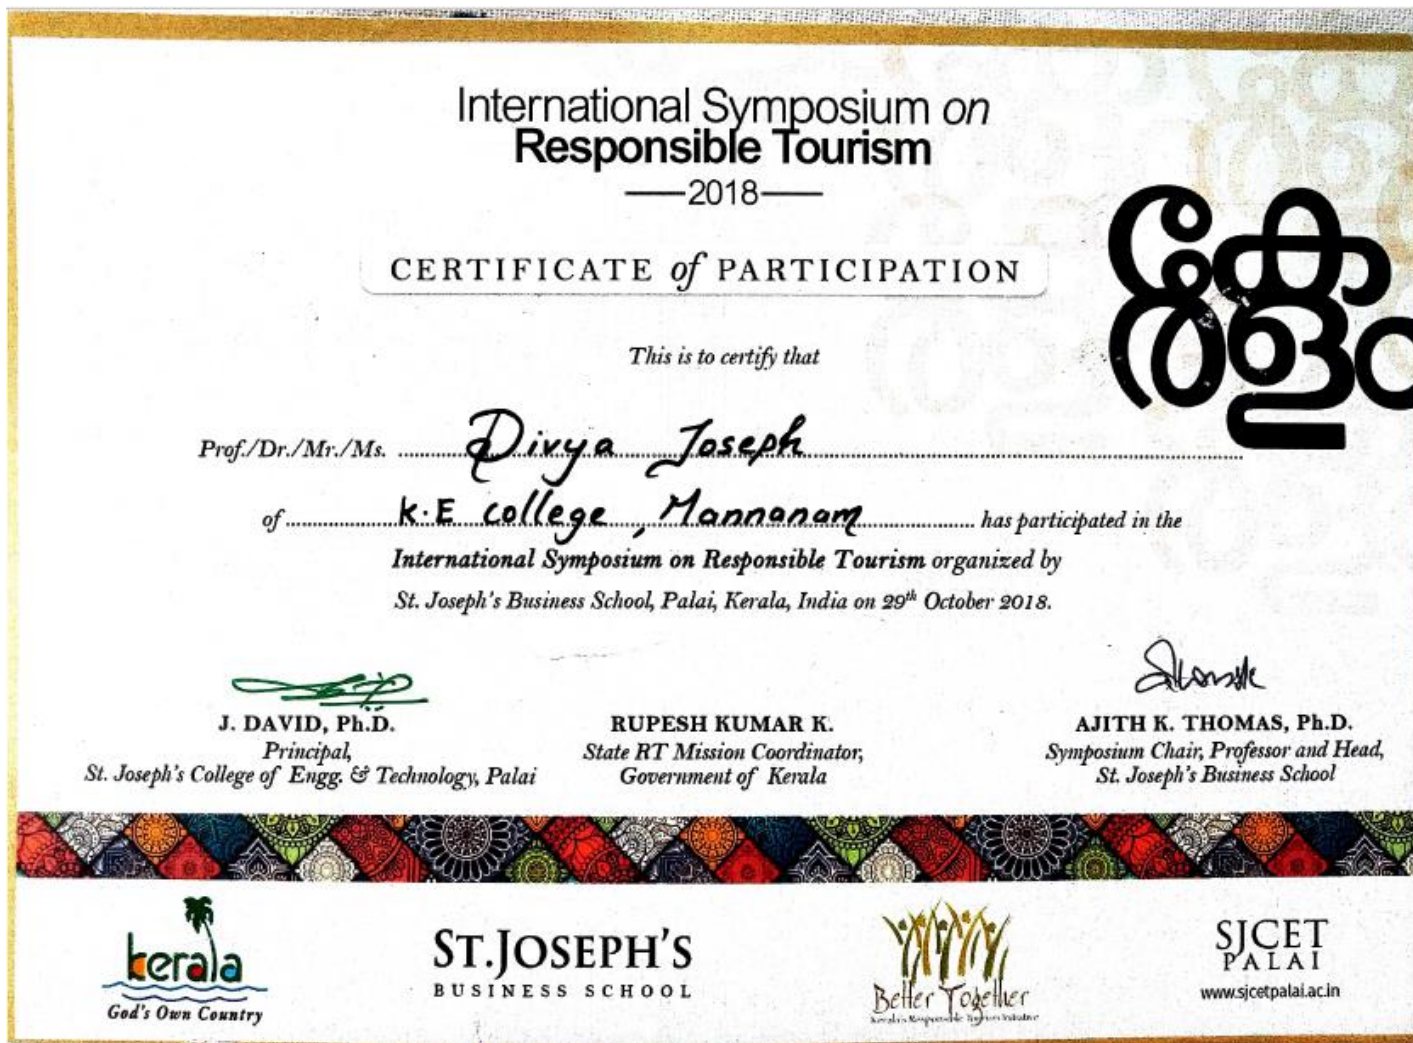 International Symposium on
Responsible Tourism
2018
CERTIFICATE of PARTICIPATION
കേരളം
This is to certify that
Prof./Dr./Mr./Ms. Divya Joseph
of K.E college, Mannanam has participated in the
International Symposium on Responsible Tourism organized by
St. Joseph's Business School, Palai, Kerala, India on 29th October 2018.
J. DAVID, Ph.D.
Principal,
St. Joseph's College of Engg. & Technology, Palai
RUPESH KUMAR K.
State RT Mission Coordinator,
Government of Kerala
AJITH K. THOMAS, Ph.D.
Symposium Chair, Professor and Head,
St. Joseph's Business School
kerala
God's Own Country
ST.JOSEPH'S
BUSINESS SCHOOL
Better Together
Kerala's Responsible Tourism Initiative
SJCET
PALAI
www.sjcetpalai.ac.in